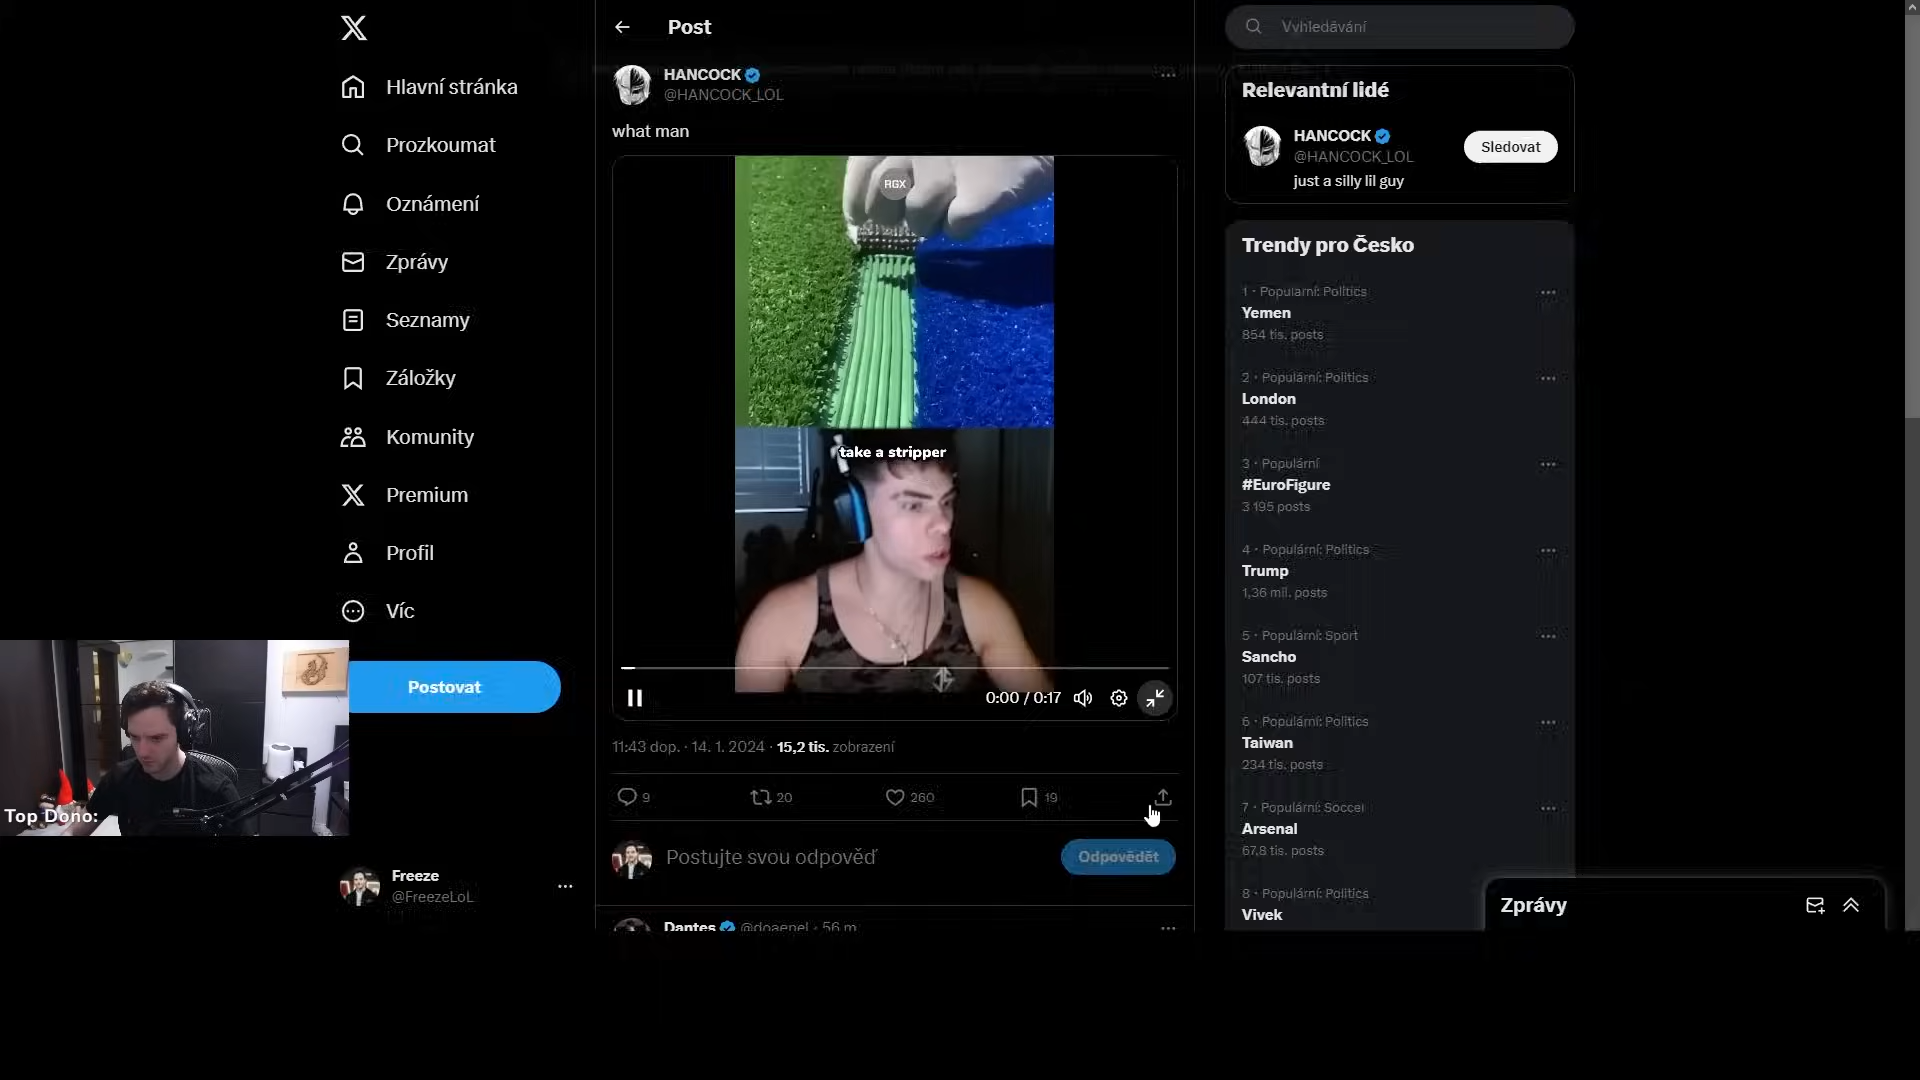 Hlavní stránka
Prozkoumat
Oznámení
Zprávy
Seznamy
Záložky
Komunity
Premium
Profil
Víc
Postovat
Top Dono:
Freeze
@FreezeLoL
Post
HANCOCK
@HANCOCK_LOL
what man
RGX
take a stripper
0:00 / 0:17
11:43 dop. · 14. 1. 2024 · 15,2 tis. zobrazení
9 20 260 19
Postujte svou odpověď
Odpovědět
Dantes @doaenel · 56 m
Vyhledávání
Relevantní lidé
HANCOCK
@HANCOCK_LOL
Sledovat
just a silly lil guy
Trendy pro Česko
1 · Populární: Politics
Yemen
854 tis. posts
2 · Populární: Politics
London
444 tis. posts
3 · Populární
#EuroFigure
3 195 posts
4 · Populární: Politics
Trump
1,36 mil. posts
5 · Populární: Sport
Sancho
107 tis. posts
6 · Populární: Politics
Taiwan
234 tis. posts
7 · Populární: Soccer
Arsenal
67,8 tis. posts
8 · Populární: Politics
Vivek
Zprávy